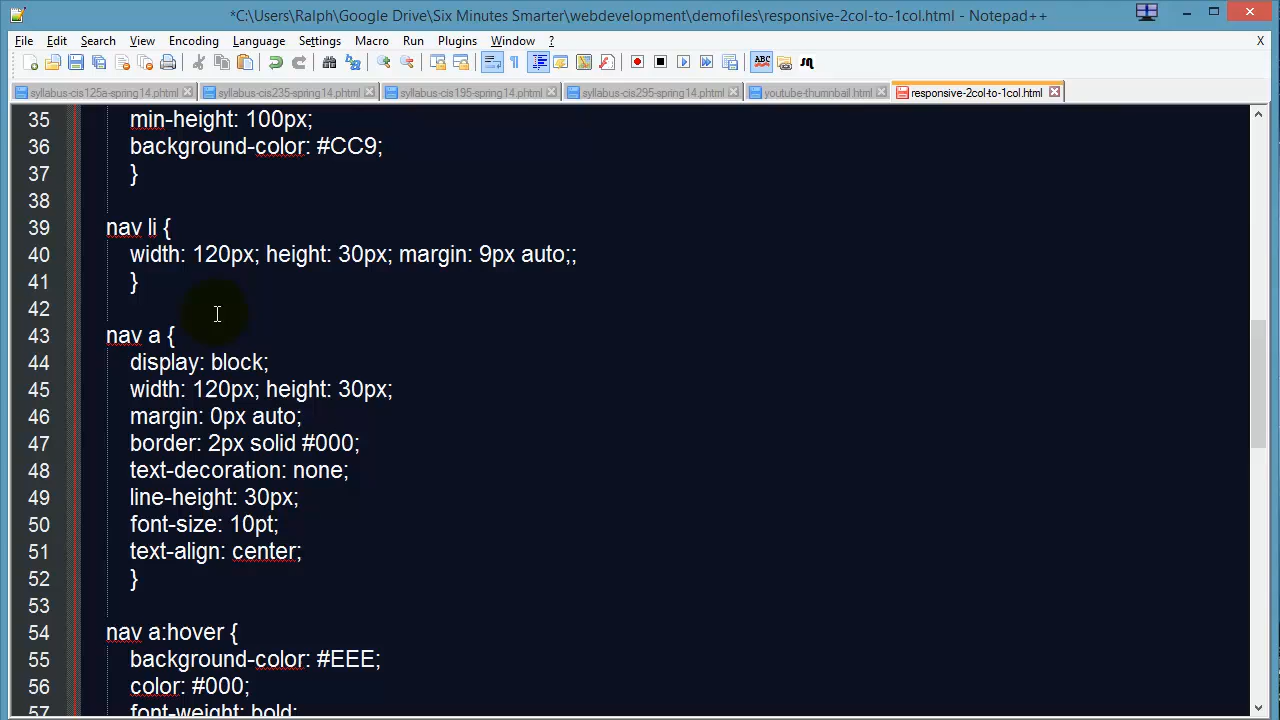 *C:\Users\Ralph\Google Drive\Six Minutes Smarter\webdevelopment\demofiles\responsive-2col-to-1col.html - Notepad++
File Edit Search View Encoding Language Settings Macro Run Plugins Window ? X
syllabus-cis125a-spring14.phtml syllabus-cis235-spring14.phtml syllabus-cis195-spring14.phtml syllabus-cis295-spring14.phtml youtube-thumbnail.html responsive-2col-to-1col.html
35 min-height: 100px;
36 background-color: #CC9;
37 }
38
39 nav li {
40 width: 120px; height: 30px; margin: 9px auto;;
41 }
42
43 nav a {
44 display: block;
45 width: 120px; height: 30px;
46 margin: 0px auto;
47 border: 2px solid #000;
48 text-decoration: none;
49 line-height: 30px;
50 font-size: 10pt;
51 text-align: center;
52 }
53
54 nav a:hover {
55 background-color: #EEE;
56 color: #000;
57 font-weight: bold;